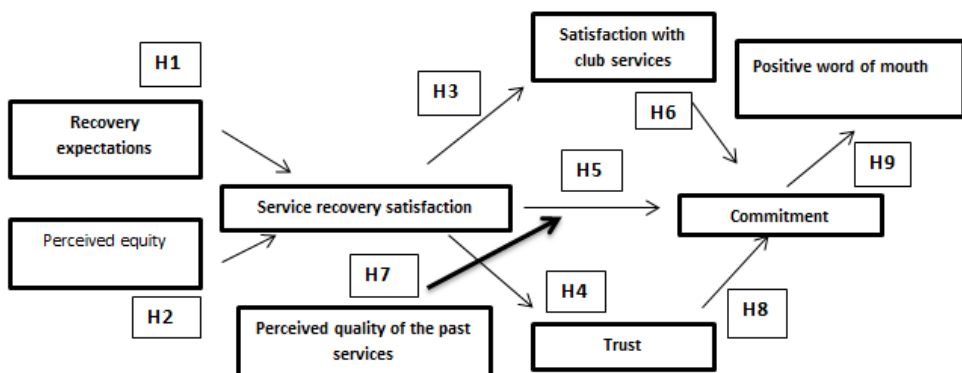 H1
Satisfaction with
club services
Positive word of mouth
H3
H6
Recovery
expectations
H5
H9
Service recovery satisfaction
Commitment
Perceived equity
H7
H4
H2
H8
Perceived quality of the past
services
Trust